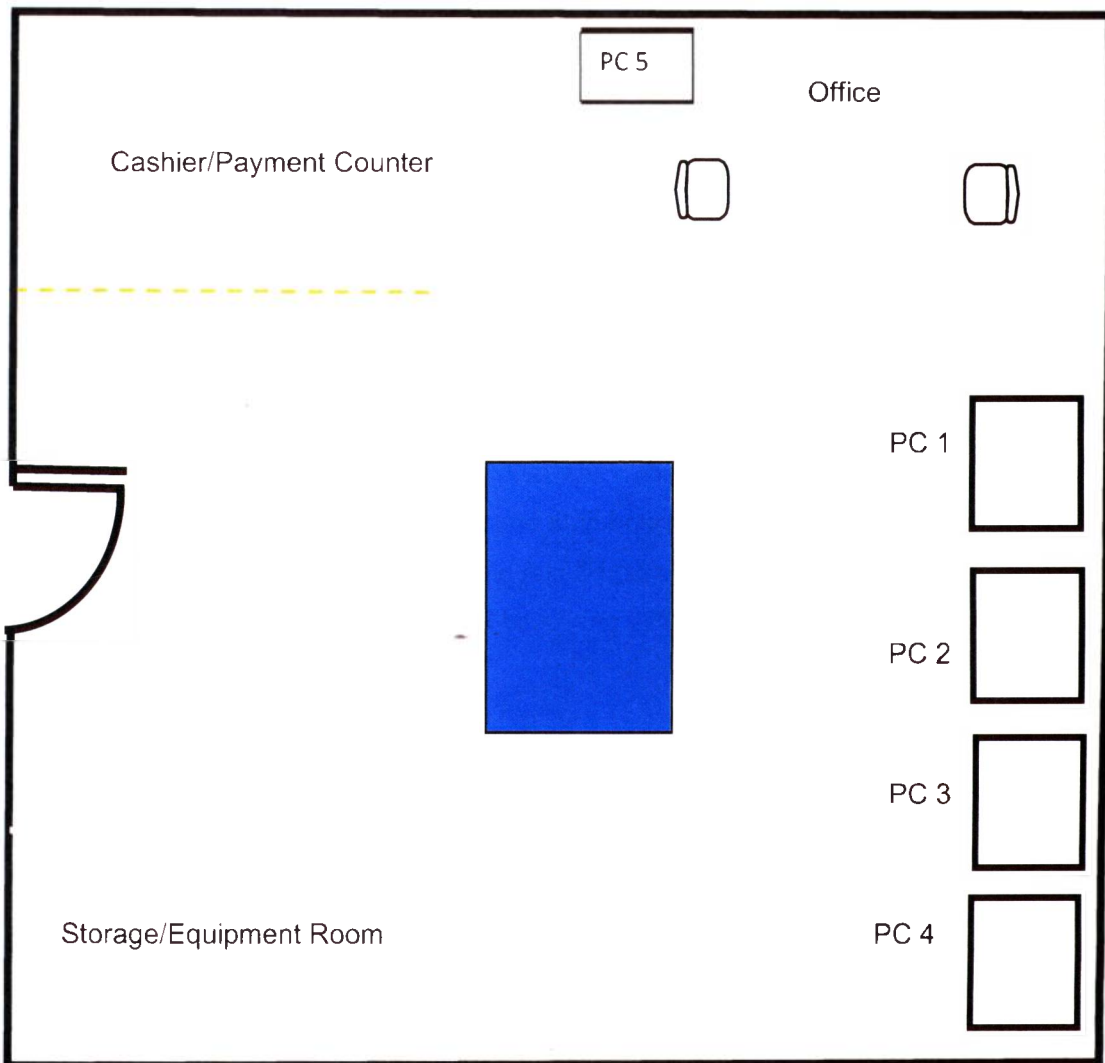 PC 5
Office
Cashier/Payment Counter
PC 1
PC 2
PC 3
Storage/Equipment Room
PC 4